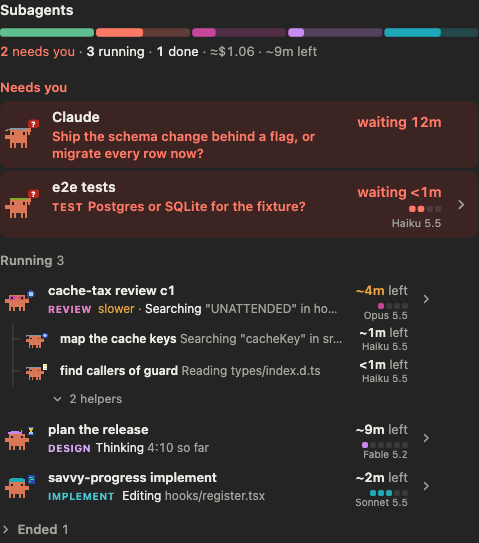 Subagents
2 needs you · 3 running · 1 done · ≈$1.06 · ~9m left
Needs you
Claude
waiting 12m
Ship the schema change behind a flag, or
migrate every row now?
e2e tests
waiting <1m
TEST Postgres or SQLite for the fixture?
Haiku 5.5
Running 3
cache-tax review c1
~4m left
REVIEW slower · Searching "UNATTENDED" in ho...
Opus 5.5
map the cache keys Searching "cacheKey" in sr...
~1m left
Haiku 5.5
find callers of guard Reading types/index.d.ts
<1m left
Haiku 5.5
2 helpers
plan the release
~9m left
DESIGN Thinking 4:10 so far
Fable 5.2
savvy-progress implement
~2m left
IMPLEMENT Editing hooks/register.tsx
Sonnet 5.5
Ended 1